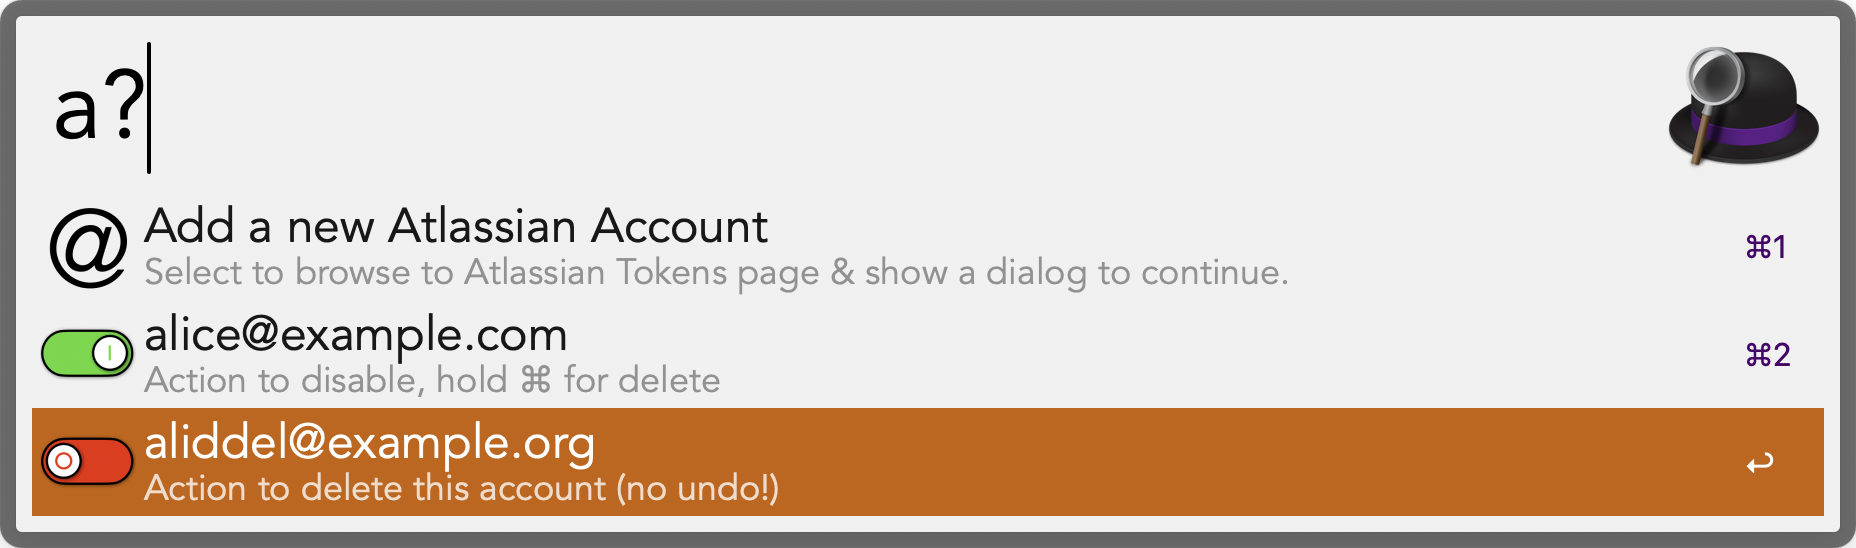 a?
Add a new Atlassian Account
Select to browse to Atlassian Tokens page & show a dialog to continue.
⌘1
alice@example.com
Action to disable, hold ⌘ for delete
⌘2
aliddel@example.org
Action to delete this account (no undo!)
↩